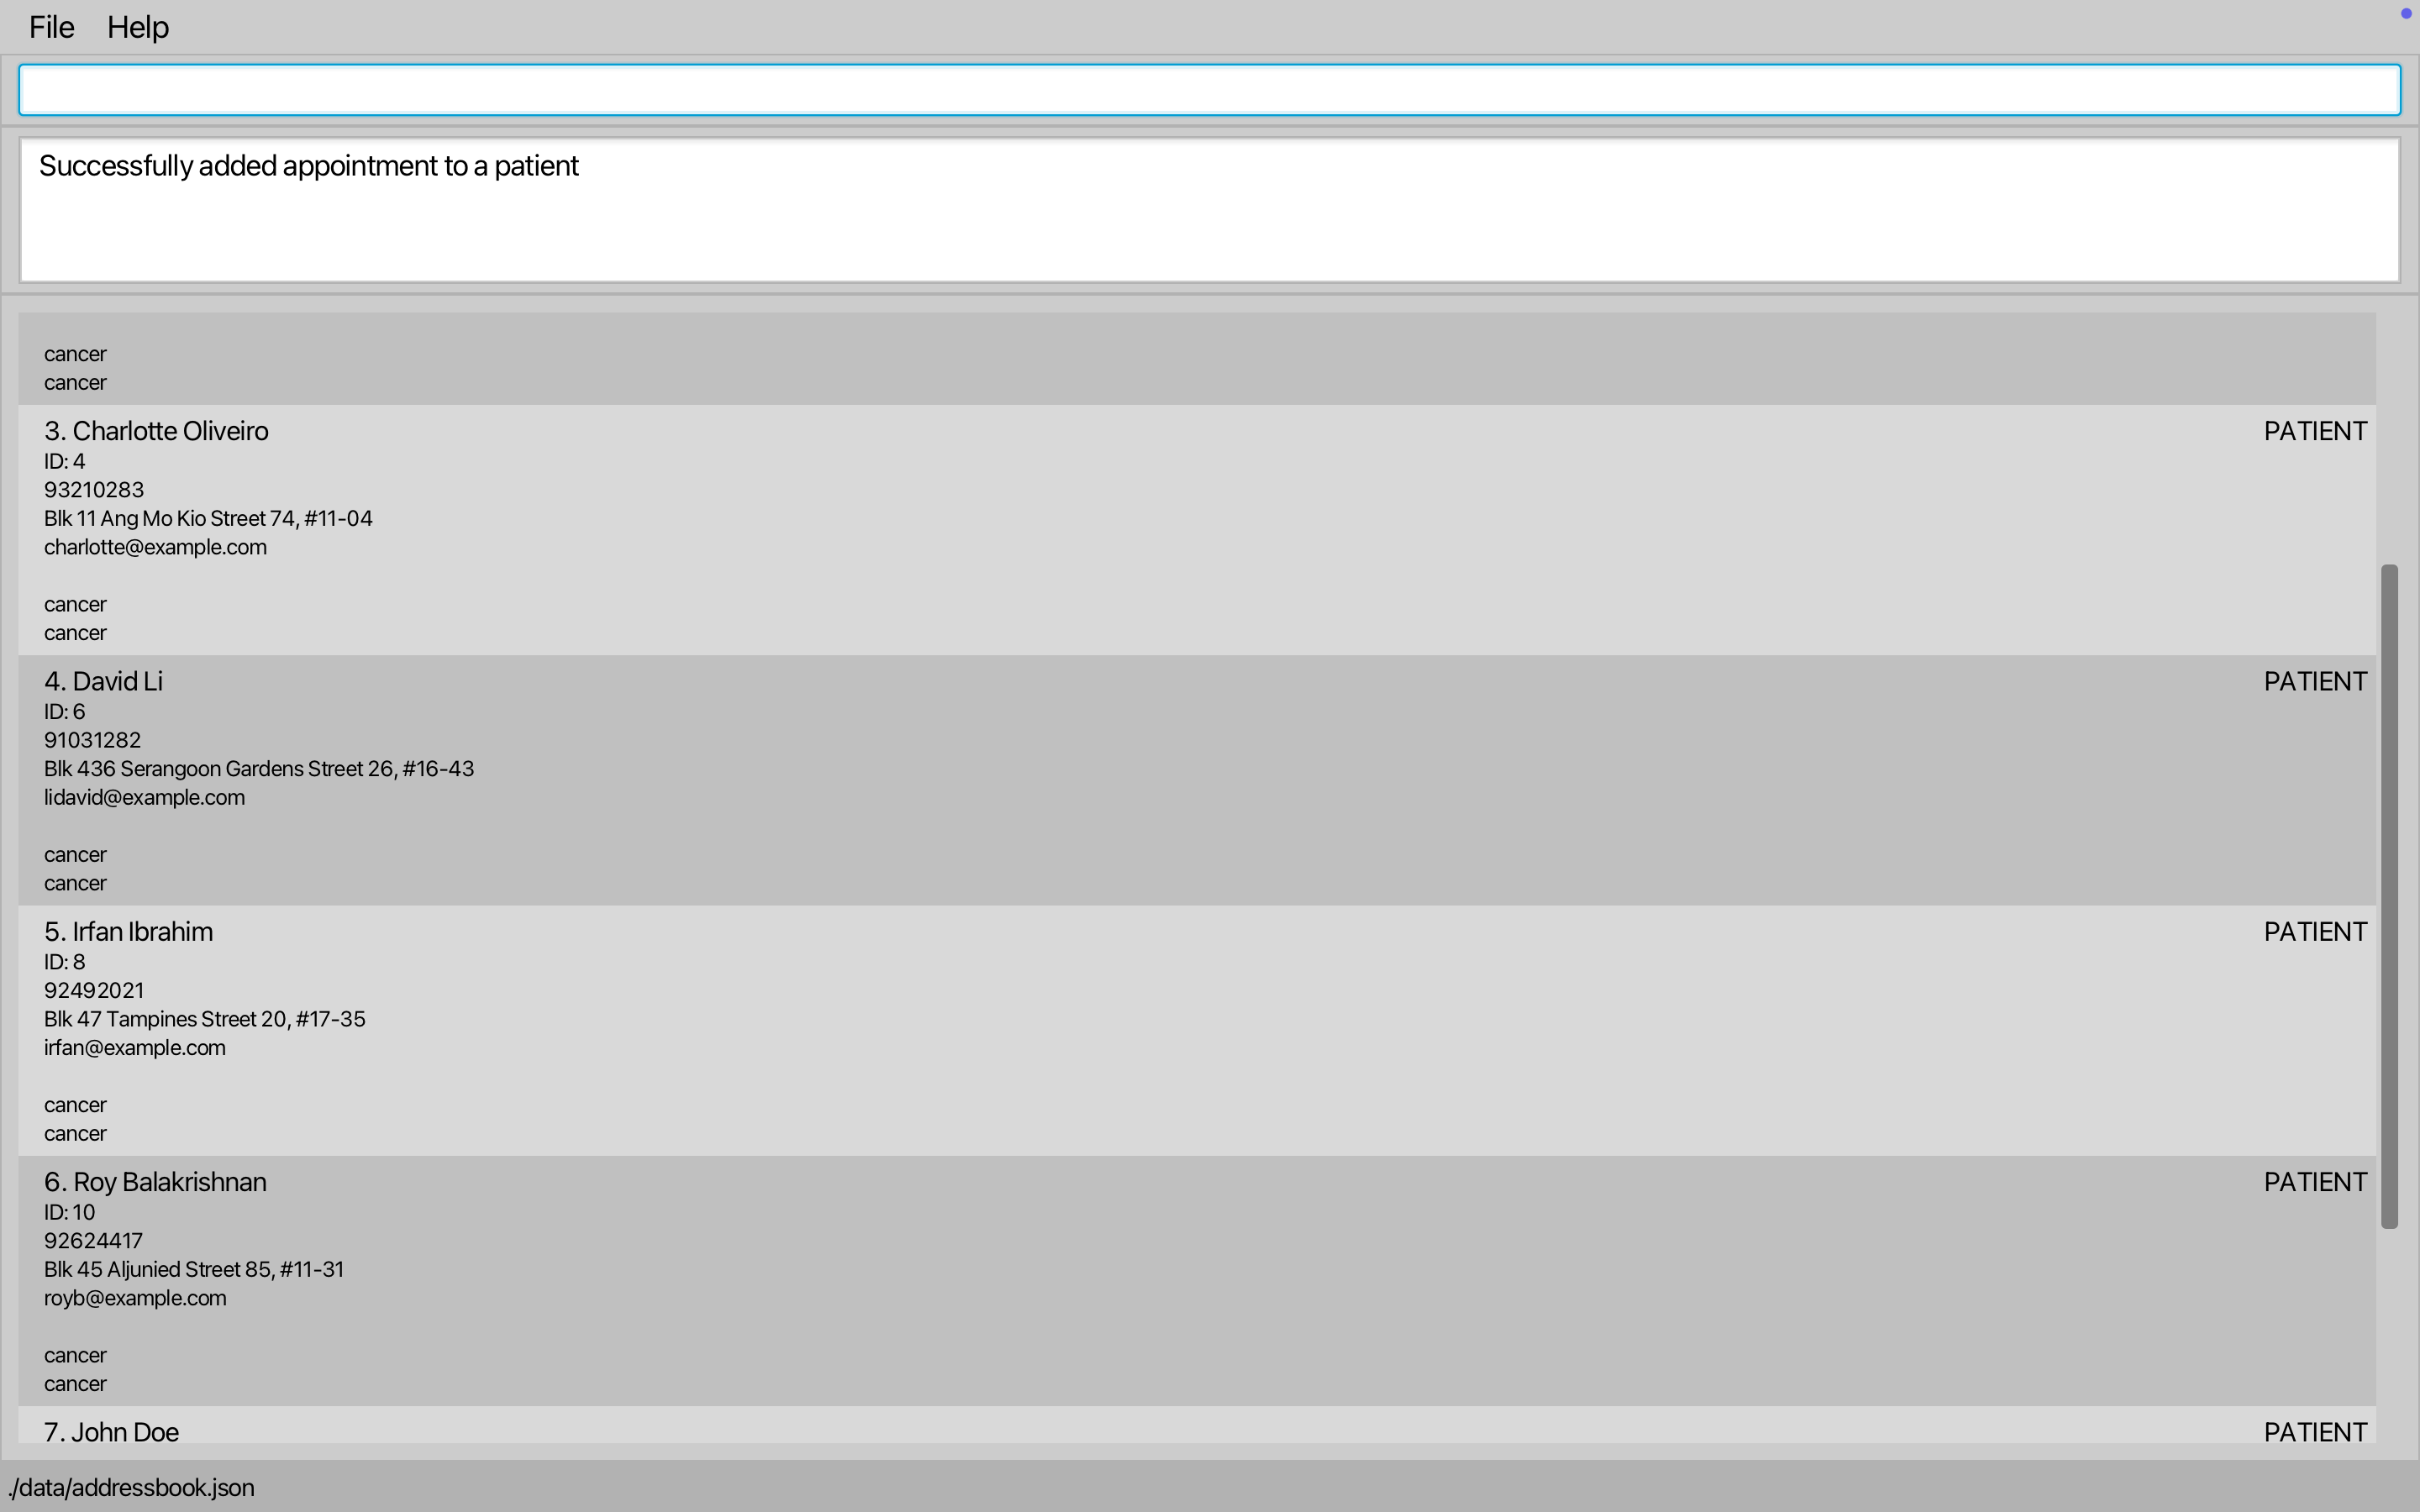 File Help
Successfully added appointment to a patient
cancer
cancer
3. Charlotte Oliveiro PATIENT
ID: 4
93210283
Blk 11 Ang Mo Kio Street 74, #11-04
charlotte@example.com
cancer
cancer
4. David Li PATIENT
ID: 6
91031282
Blk 436 Serangoon Gardens Street 26, #16-43
lidavid@example.com
cancer
cancer
5. Irfan Ibrahim PATIENT
ID: 8
92492021
Blk 47 Tampines Street 20, #17-35
irfan@example.com
cancer
cancer
6. Roy Balakrishnan PATIENT
ID: 10
92624417
Blk 45 Aljunied Street 85, #11-31
royb@example.com
cancer
cancer
7. John Doe PATIENT
./data/addressbook.json